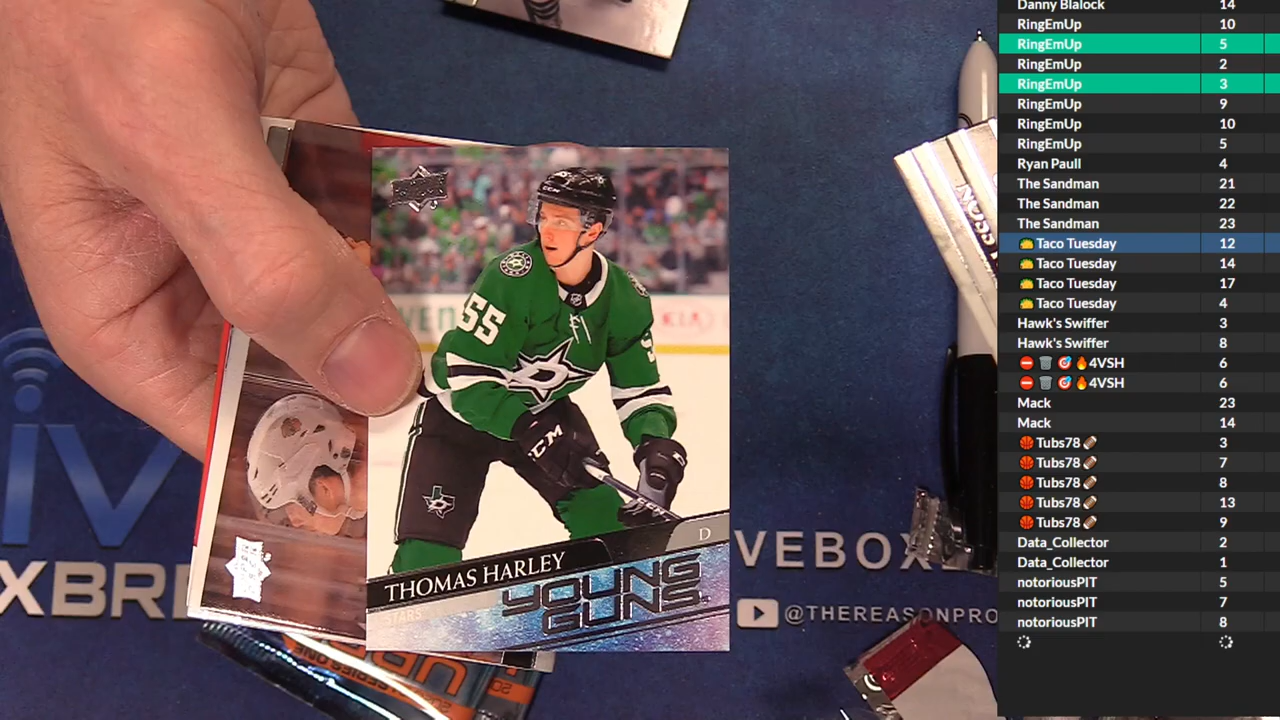 Danny Blalock 14
RingEmUp 10
RingEmUp 5
RingEmUp 2
RingEmUp 3
RingEmUp 9
RingEmUp 10
RingEmUp 5
Ryan Paull 4
The Sandman 21
The Sandman 22
The Sandman 23
Taco Tuesday 12
Taco Tuesday 14
Taco Tuesday 17
Taco Tuesday 4
Hawk's Swiffer 3
Hawk's Swiffer 8
4VSH 6
4VSH 6
Mack 23
Mack 14
Tubs78 3
Tubs78 7
Tubs78 8
Tubs78 13
Tubs78 9
Data_Collector 2
Data_Collector 1
notoriousPIT 5
notoriousPIT 7
notoriousPIT 8
55
KIA
CCM
D
THOMAS HARLEY
STARS
YOUNG
GUNS
iV
XBRE
VEBOX
@THEREASONPRO